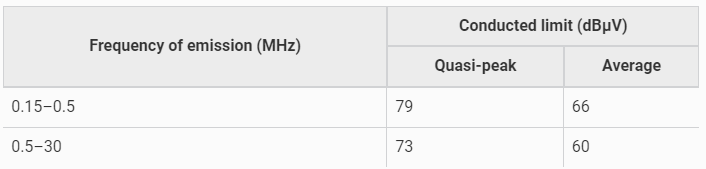 Frequency of emission (MHz)
Conducted limit (dBµV)
Quasi-peak
Average
0.15–0.5
79
66
0.5–30
73
60